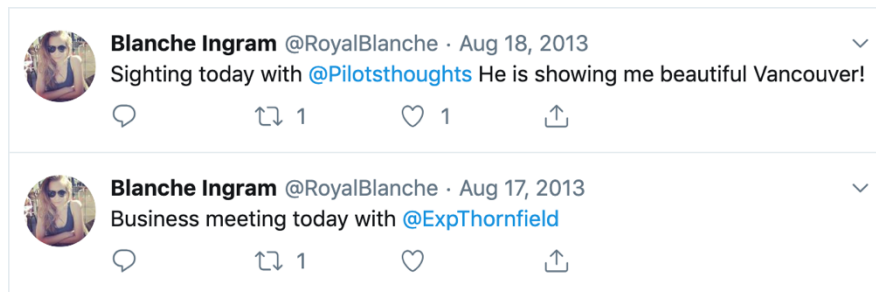 Blanche Ingram @RoyalBlanche · Aug 18, 2013
Sighting today with @Pilotsthoughts He is showing me beautiful Vancouver!
1 1
Blanche Ingram @RoyalBlanche · Aug 17, 2013
Business meeting today with @ExpThornfield
1